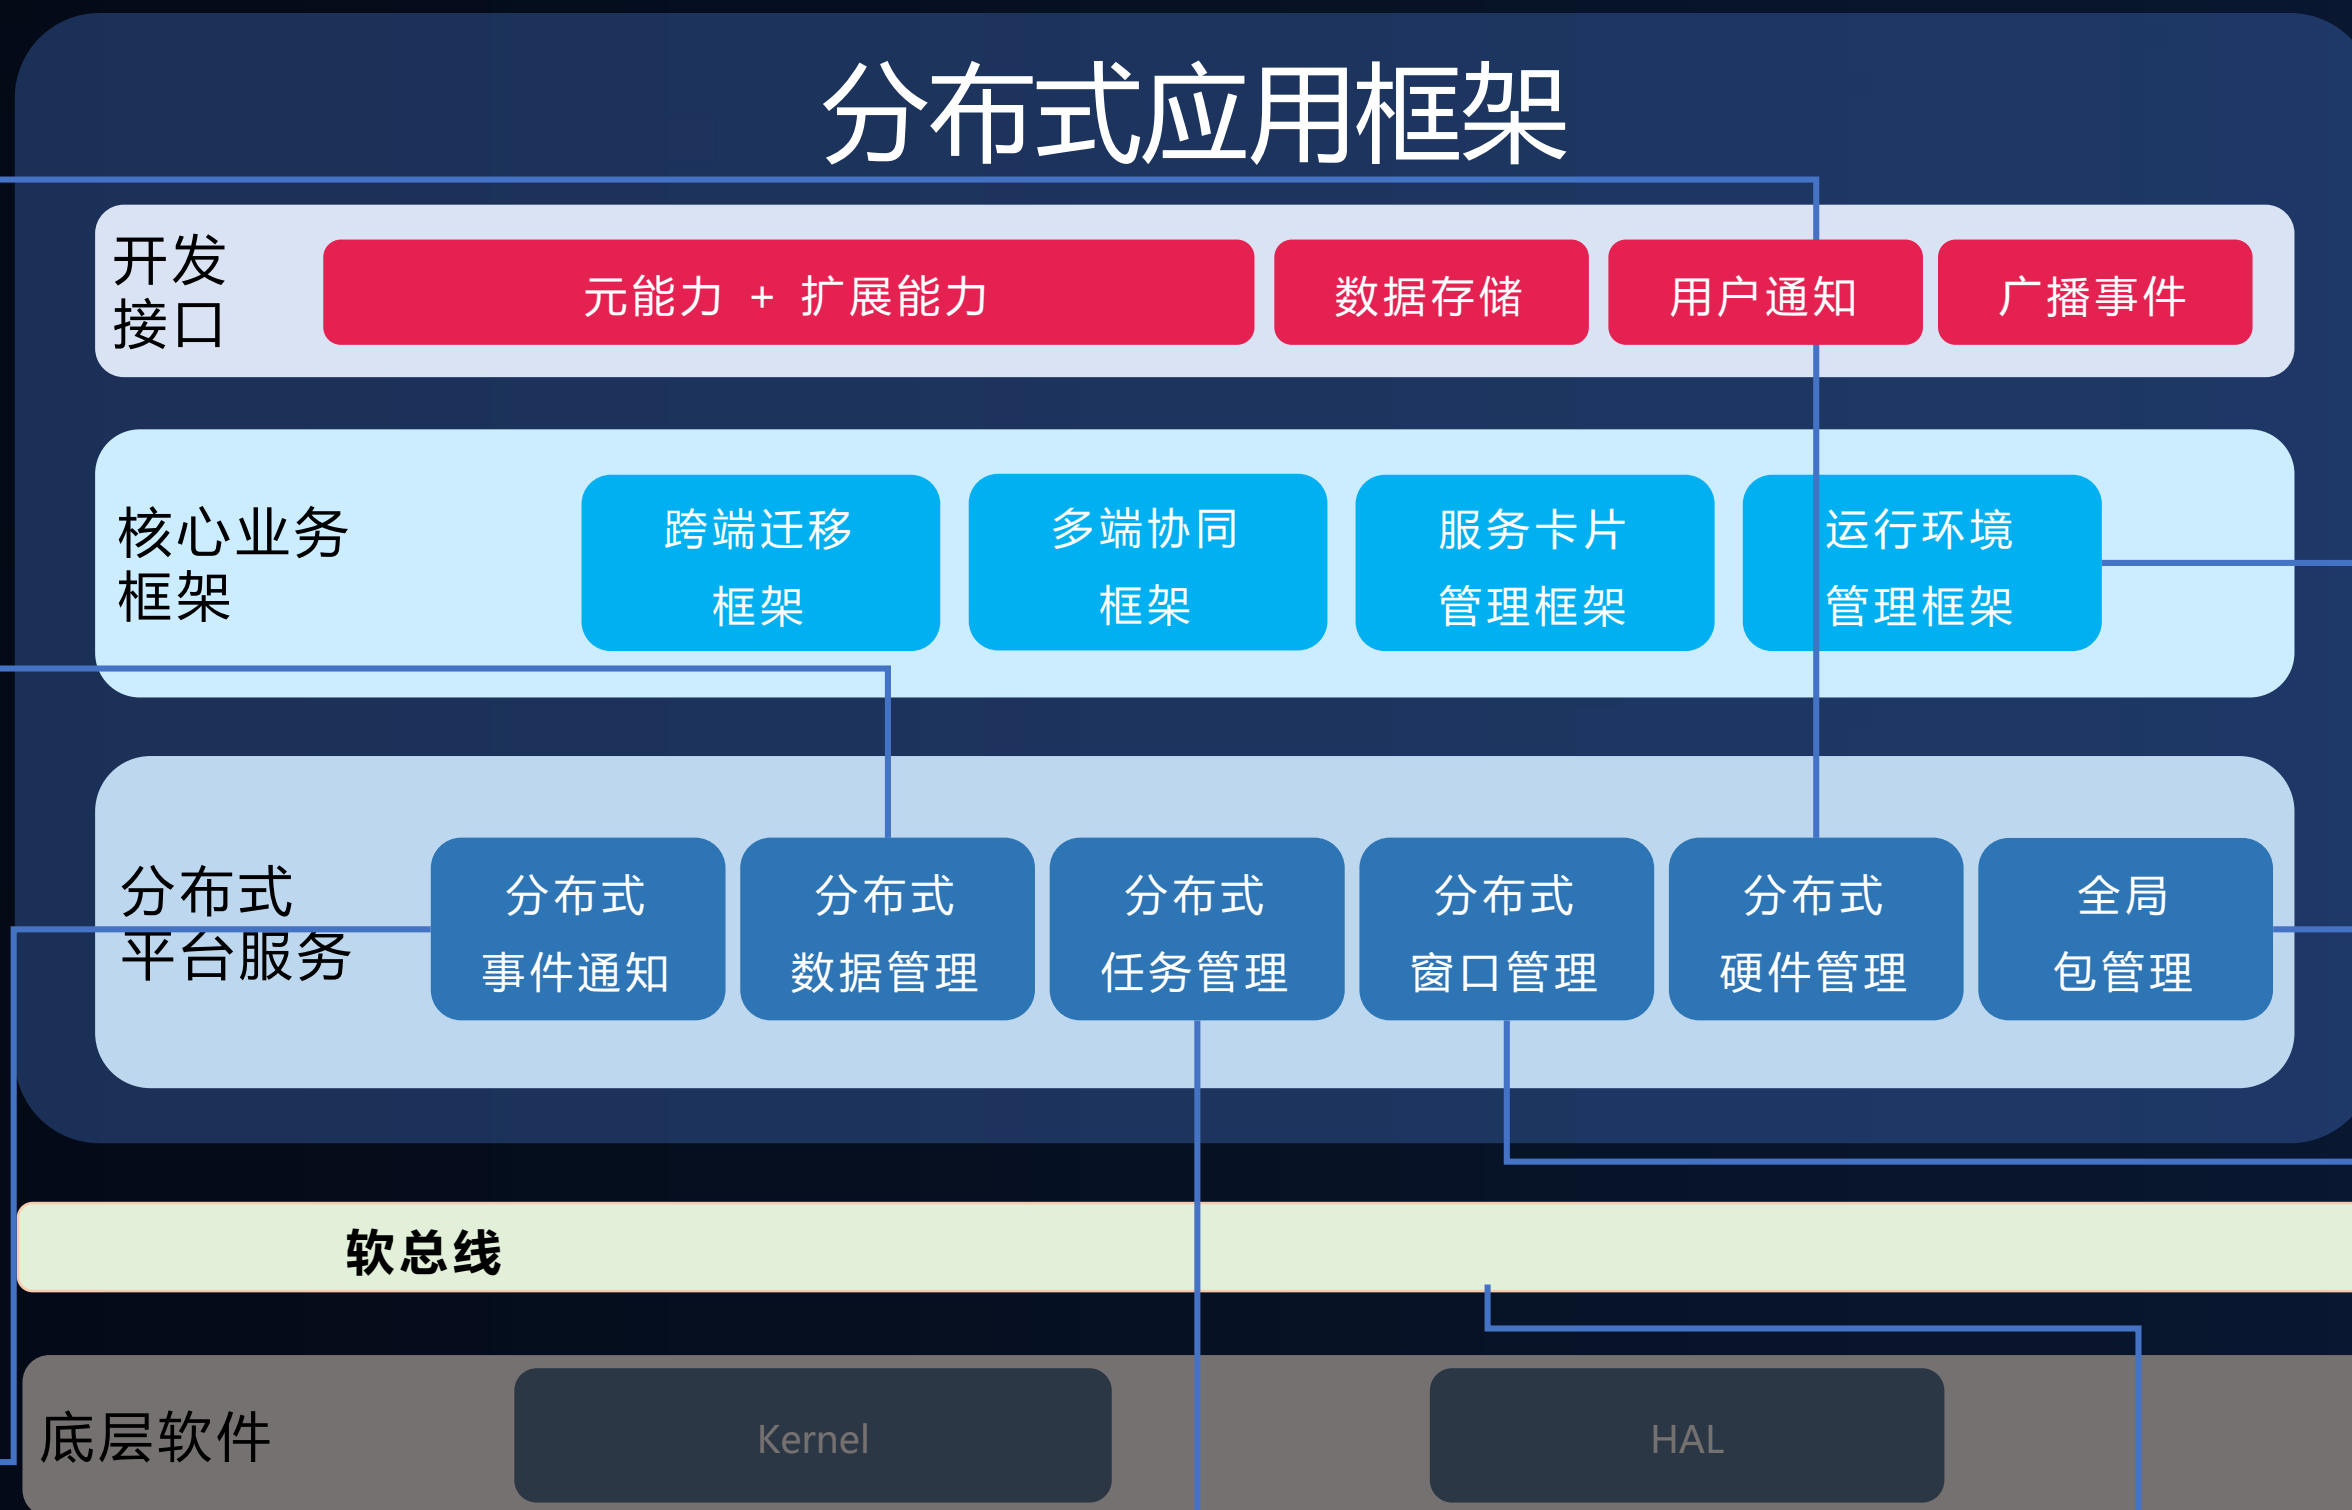 分布式应用框架
开发
接口
元能力 + 扩展能力
数据存储
用户通知
广播事件
核心业务
框架
跨端迁移
框架
多端协同
框架
服务卡片
管理框架
运行环境
管理框架
分布式
平台服务
分布式
事件通知
分布式
数据管理
分布式
任务管理
分布式
窗口管理
分布式
硬件管理
全局
包管理
软总线
底层软件
Kernel
HAL